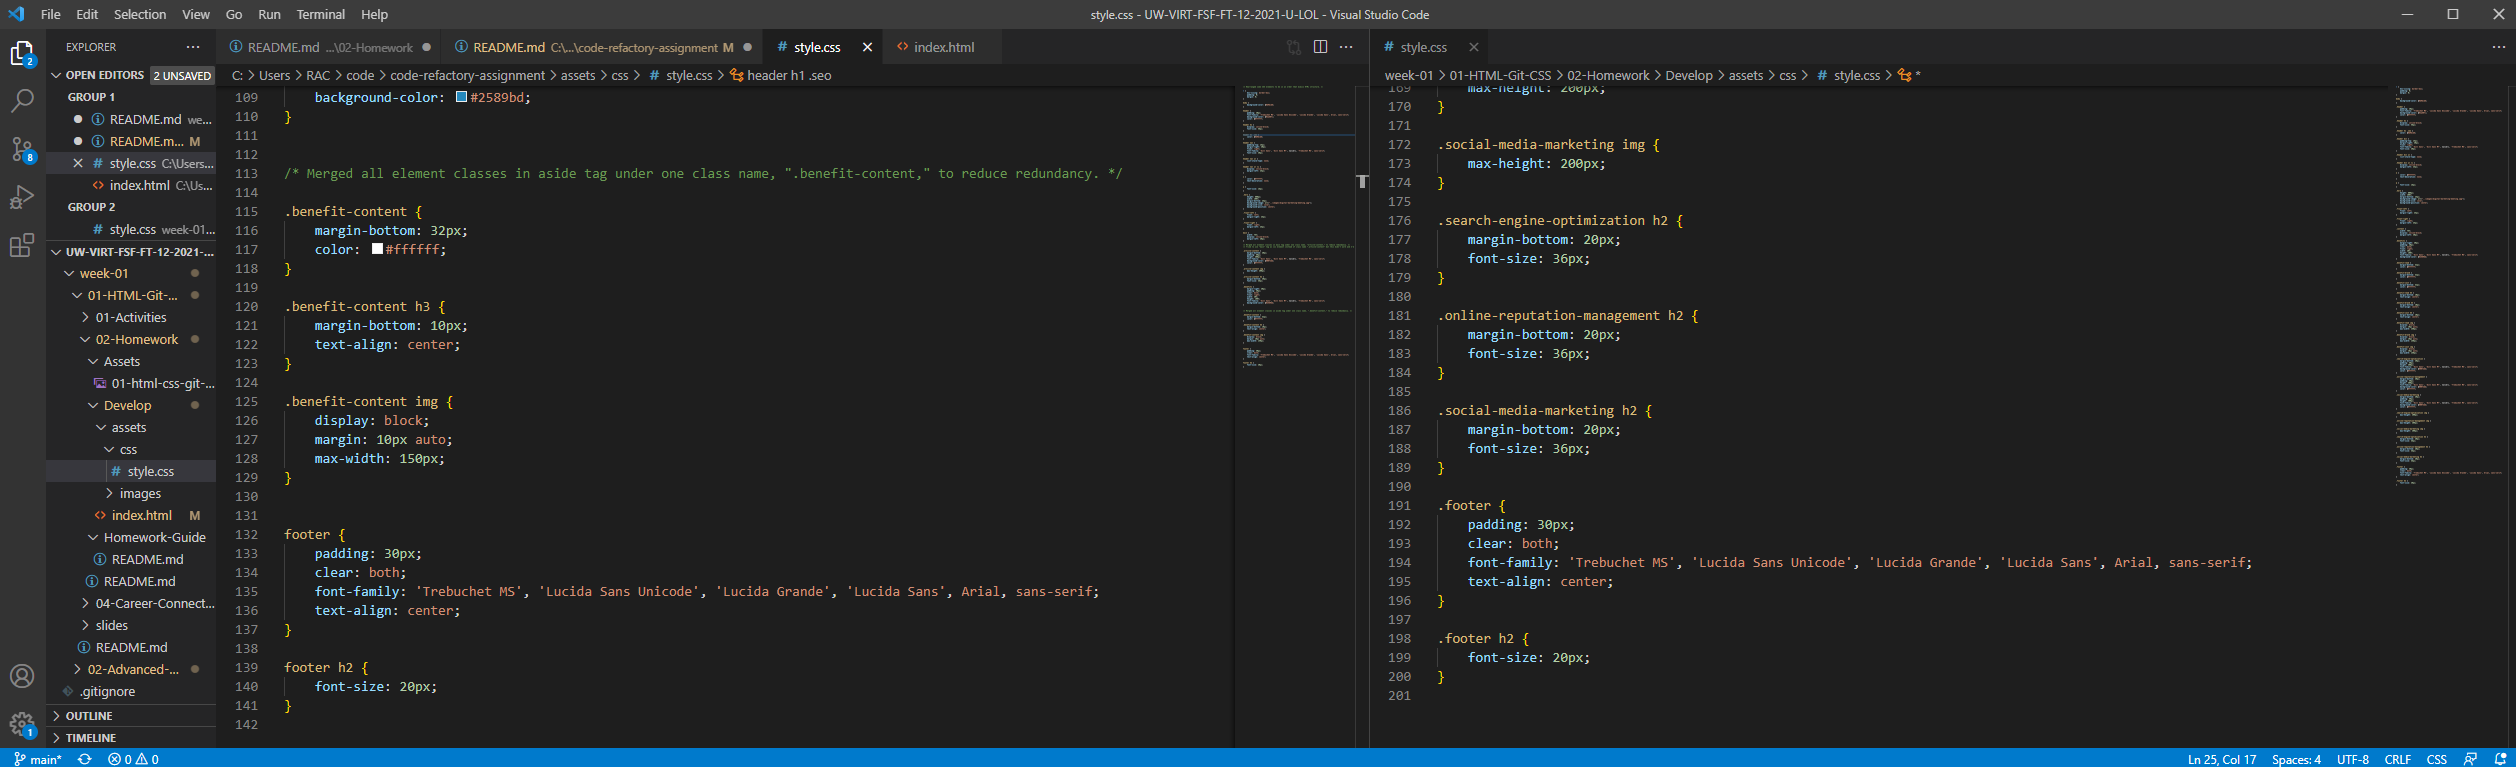 File Edit Selection View Go Run Terminal Help
style.css - UW-VIRT-FSF-FT-12-2021-U-LOL - Visual Studio Code
EXPLORER
OPEN EDITORS 2 UNSAVED
GROUP 1
README.md we...
README.m... M
style.css C:\Users...
index.html C:\Us...
GROUP 2
style.css week-01...
UW-VIRT-FSF-FT-12-2021-...
week-01
01-HTML-Git-...
01-Activities
02-Homework
Assets
01-html-css-git-...
Develop
assets
css
style.css
images
index.html M
Homework-Guide
README.md
README.md
04-Career-Connect...
slides
README.md
02-Advanced-...
.gitignore
OUTLINE
TIMELINE
2
8
1
README.md ...\02-Homework
README.md C:\...\code-refactory-assignment M
style.css
index.html
C: > Users > RAC > code > code-refactory-assignment > assets > css > # style.css > header h1 .seo
109 background-color: #2589bd;
110 }
111
112
113 /* Merged all element classes in aside tag under one class name, ".benefit-content," to reduce redundancy. */
114
115 .benefit-content {
116 margin-bottom: 32px;
117 color: #ffffff;
118 }
119
120 .benefit-content h3 {
121 margin-bottom: 10px;
122 text-align: center;
123 }
124
125 .benefit-content img {
126 display: block;
127 margin: 10px auto;
128 max-width: 150px;
129 }
130
131
132 footer {
133 padding: 30px;
134 clear: both;
135 font-family: 'Trebuchet MS', 'Lucida Sans Unicode', 'Lucida Grande', 'Lucida Sans', Arial, sans-serif;
136 text-align: center;
137 }
138
139 footer h2 {
140 font-size: 20px;
141 }
142
# style.css
week-01 > 01-HTML-Git-CSS > 02-Homework > Develop > assets > css > # style.css > *
169 max-height: 200px;
170 }
171
172 .social-media-marketing img {
173 max-height: 200px;
174 }
175
176 .search-engine-optimization h2 {
177 margin-bottom: 20px;
178 font-size: 36px;
179 }
180
181 .online-reputation-management h2 {
182 margin-bottom: 20px;
183 font-size: 36px;
184 }
185
186 .social-media-marketing h2 {
187 margin-bottom: 20px;
188 font-size: 36px;
189 }
190
191 .footer {
192 padding: 30px;
193 clear: both;
194 font-family: 'Trebuchet MS', 'Lucida Sans Unicode', 'Lucida Grande', 'Lucida Sans', Arial, sans-serif;
195 text-align: center;
196 }
197
198 .footer h2 {
199 font-size: 20px;
200 }
201
main* 0 0
Ln 25, Col 17 Spaces: 4 UTF-8 CRLF CSS